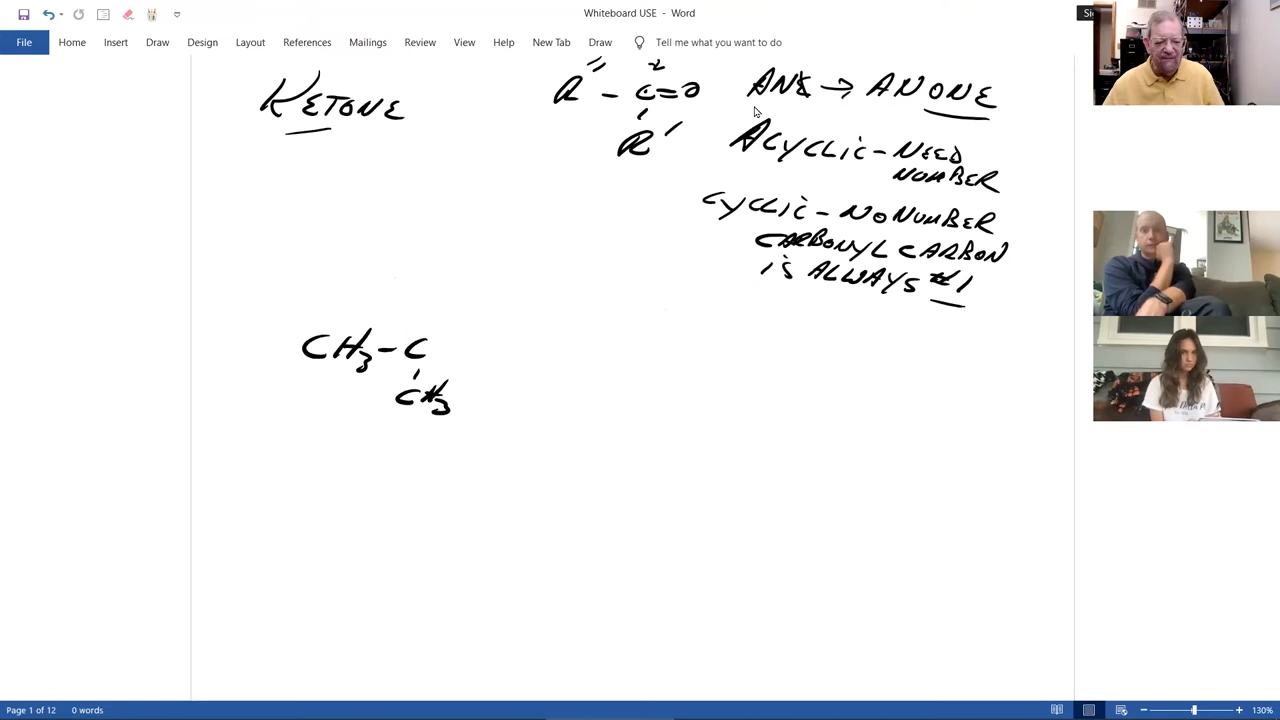 Whiteboard USE - Word
File Home Insert Draw Design Layout References Mailings Review View Help New Tab Draw Tell me what you want to do
KETONE
R" - C=O
R'
ANE → ANONE
ACYCLIC - NEED
NUMBER
CYCLIC - NO NUMBER
CARBONYL CARBON
IS ALWAYS #1
CH3 - C
CH3
Page 1 of 12 0 words 130%